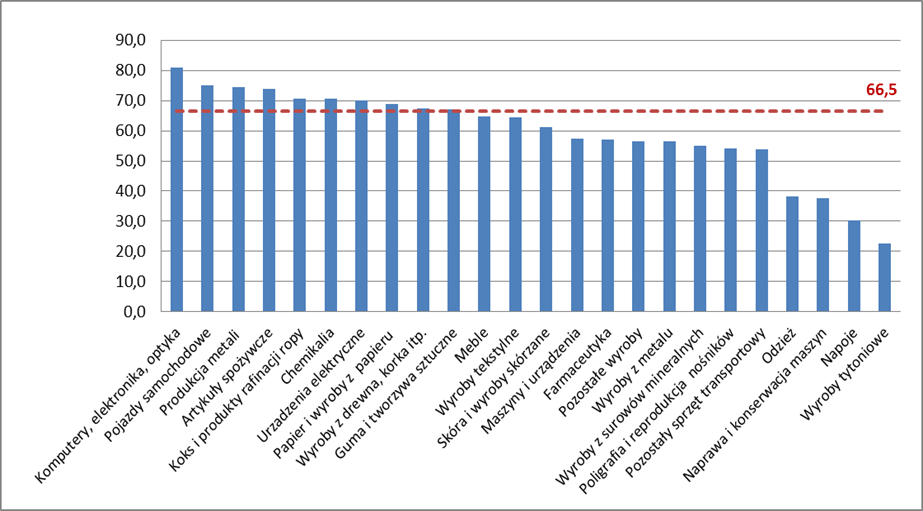 90,0
80,0
70,0
60,0
50,0
40,0
30,0
20,0
10,0
0,0
66,5
Komputery, elektronika, optyka
Pojazdy samochodowe
Produkcja metali
Artykuły spożywcze
Koks i produkty rafinacji ropy
Chemikalia
Urzadzenia elektryczne
Papier i wyroby z papieru
Wyroby z drewna, korka itp.
Guma i tworzywa sztuczne
Meble
Wyroby tekstylne
Skóra i wyroby skórzane
Maszyny i urządzenia
Farmaceutyka
Pozostałe wyroby
Wyroby z metalu
Wyroby z surowców mineralnych
Poligrafia i reprodukcja nośników
Pozostały sprzęt transportowy
Odzież
Naprawa i konserwacja maszyn
Napoje
Wyroby tytoniowe